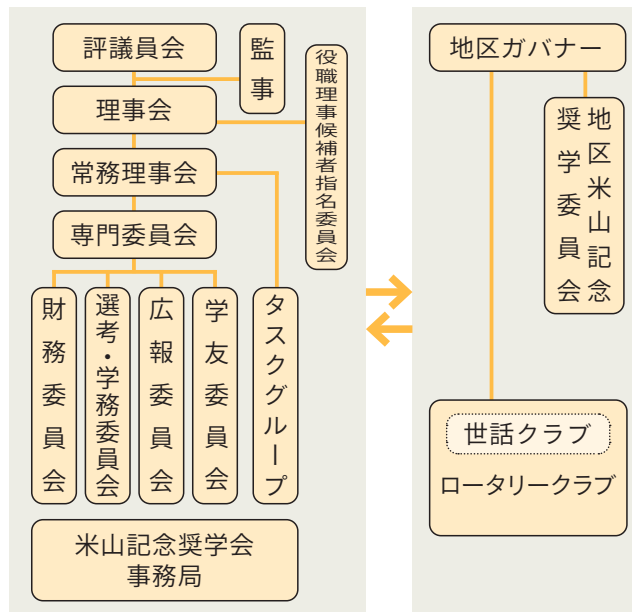 評議員会
監事
役職理事候補者指名委員会
理事会
常務理事会
専門委員会
財務委員会
選考・学務委員会
広報委員会
学友委員会
タスクグループ
米山記念奨学会
事務局
地区ガバナー
地区米山記念
奨学委員会
世話クラブ
ロータリークラブ